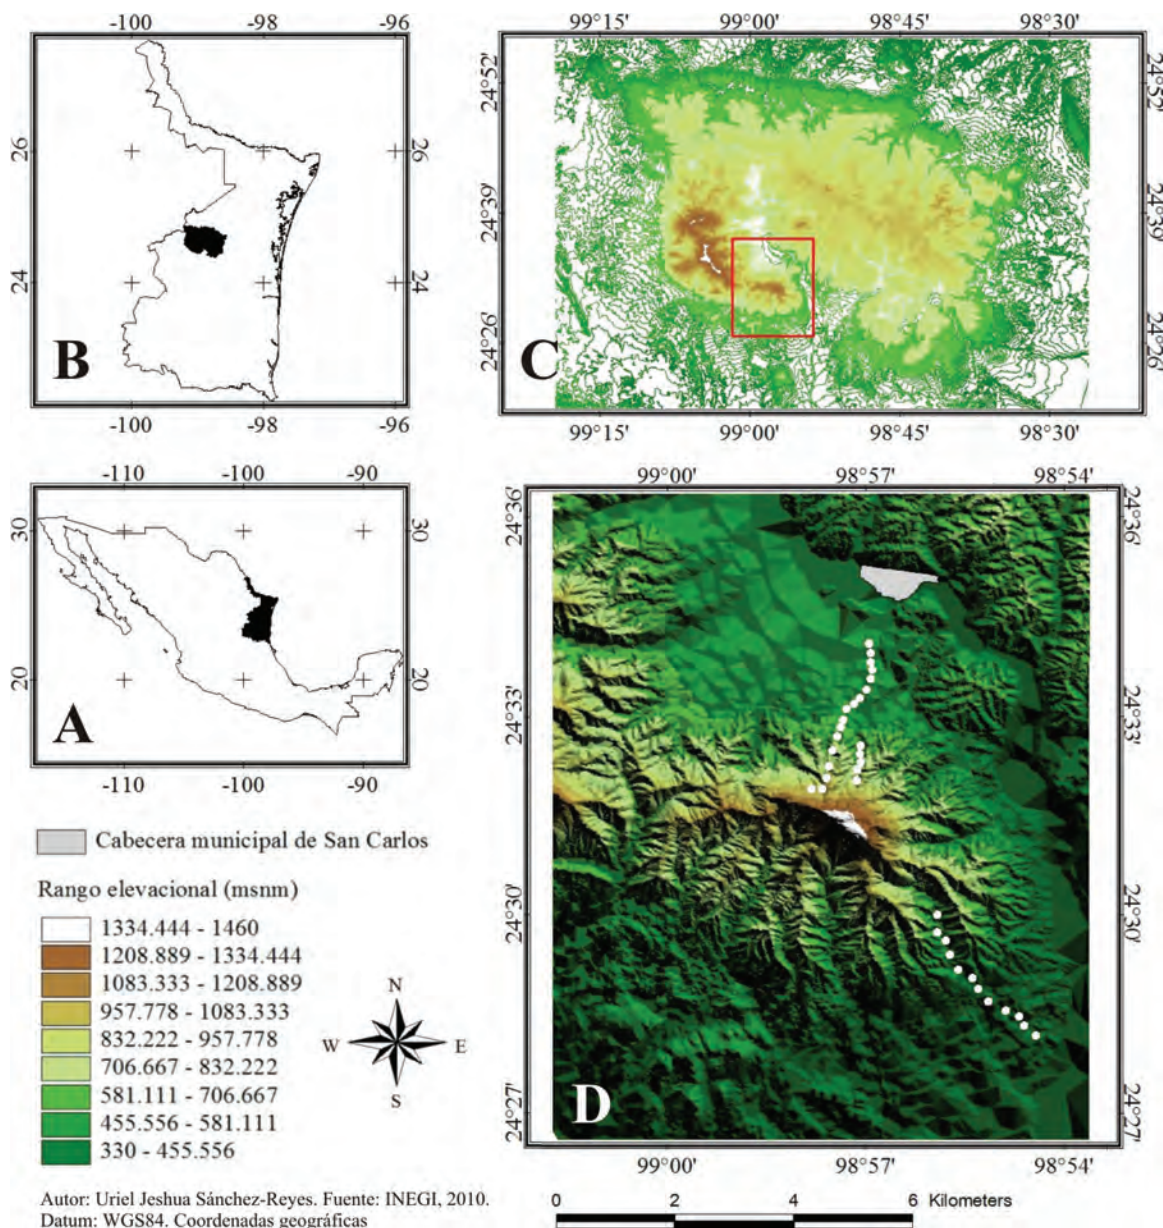 -100 -98 -96
26 26
24 24
B
-100 -98 -96
99°15' 99°00' 98°45' 98°30'
24°52' 24°52'
24°39' 24°39'
24°26' 24°26'
C
99°15' 99°00' 98°45' 98°30'
-110 -100 -90
30 30
20 20
A
-110 -100 -90
99°00' 98°57' 98°54'
24°36' 24°36'
24°33' 24°33'
24°30' 24°30'
24°27' 24°27'
D
99°00' 98°57' 98°54'
Cabecera municipal de San Carlos
Rango elevacional (msnm)
1334.444 - 1460
1208.889 - 1334.444
1083.333 - 1208.889
957.778 - 1083.333
832.222 - 957.778
706.667 - 832.222
581.111 - 706.667
455.556 - 581.111
330 - 455.556
N
W E
S
Autor: Uriel Jeshua Sánchez-Reyes. Fuente: INEGI, 2010.
Datum: WGS84. Coordenadas geográficas
0 2 4 6 Kilometers